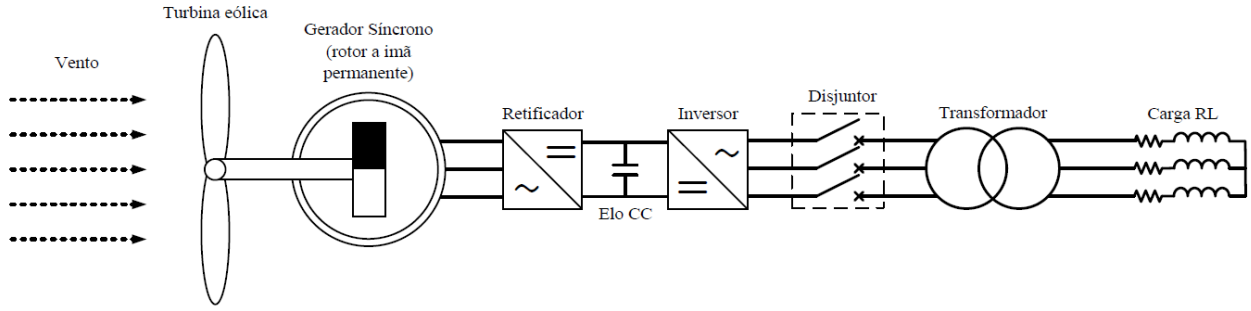 Turbina eólica
Vento
Gerador Síncrono
(rotor a imã
permanente)
Retificador
Elo CC
Inversor
Disjuntor
Transformador
Carga RL